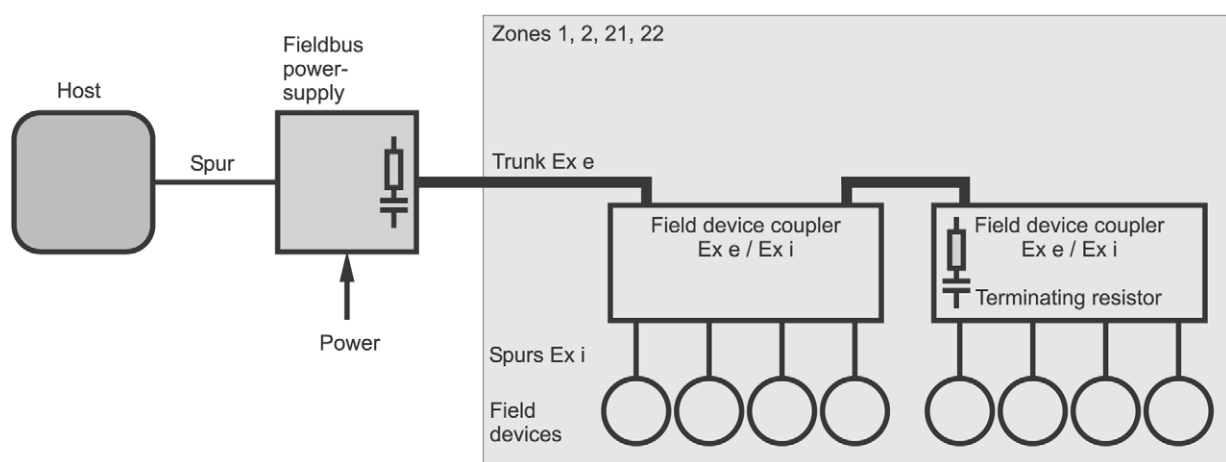 Zones 1, 2, 21, 22
Fieldbus
power-
supply
Host
Spur
Trunk Ex e
Field device coupler
Ex e / Ex i
Field device coupler
Ex e / Ex i
Terminating resistor
Power
Spurs Ex i
Field
devices